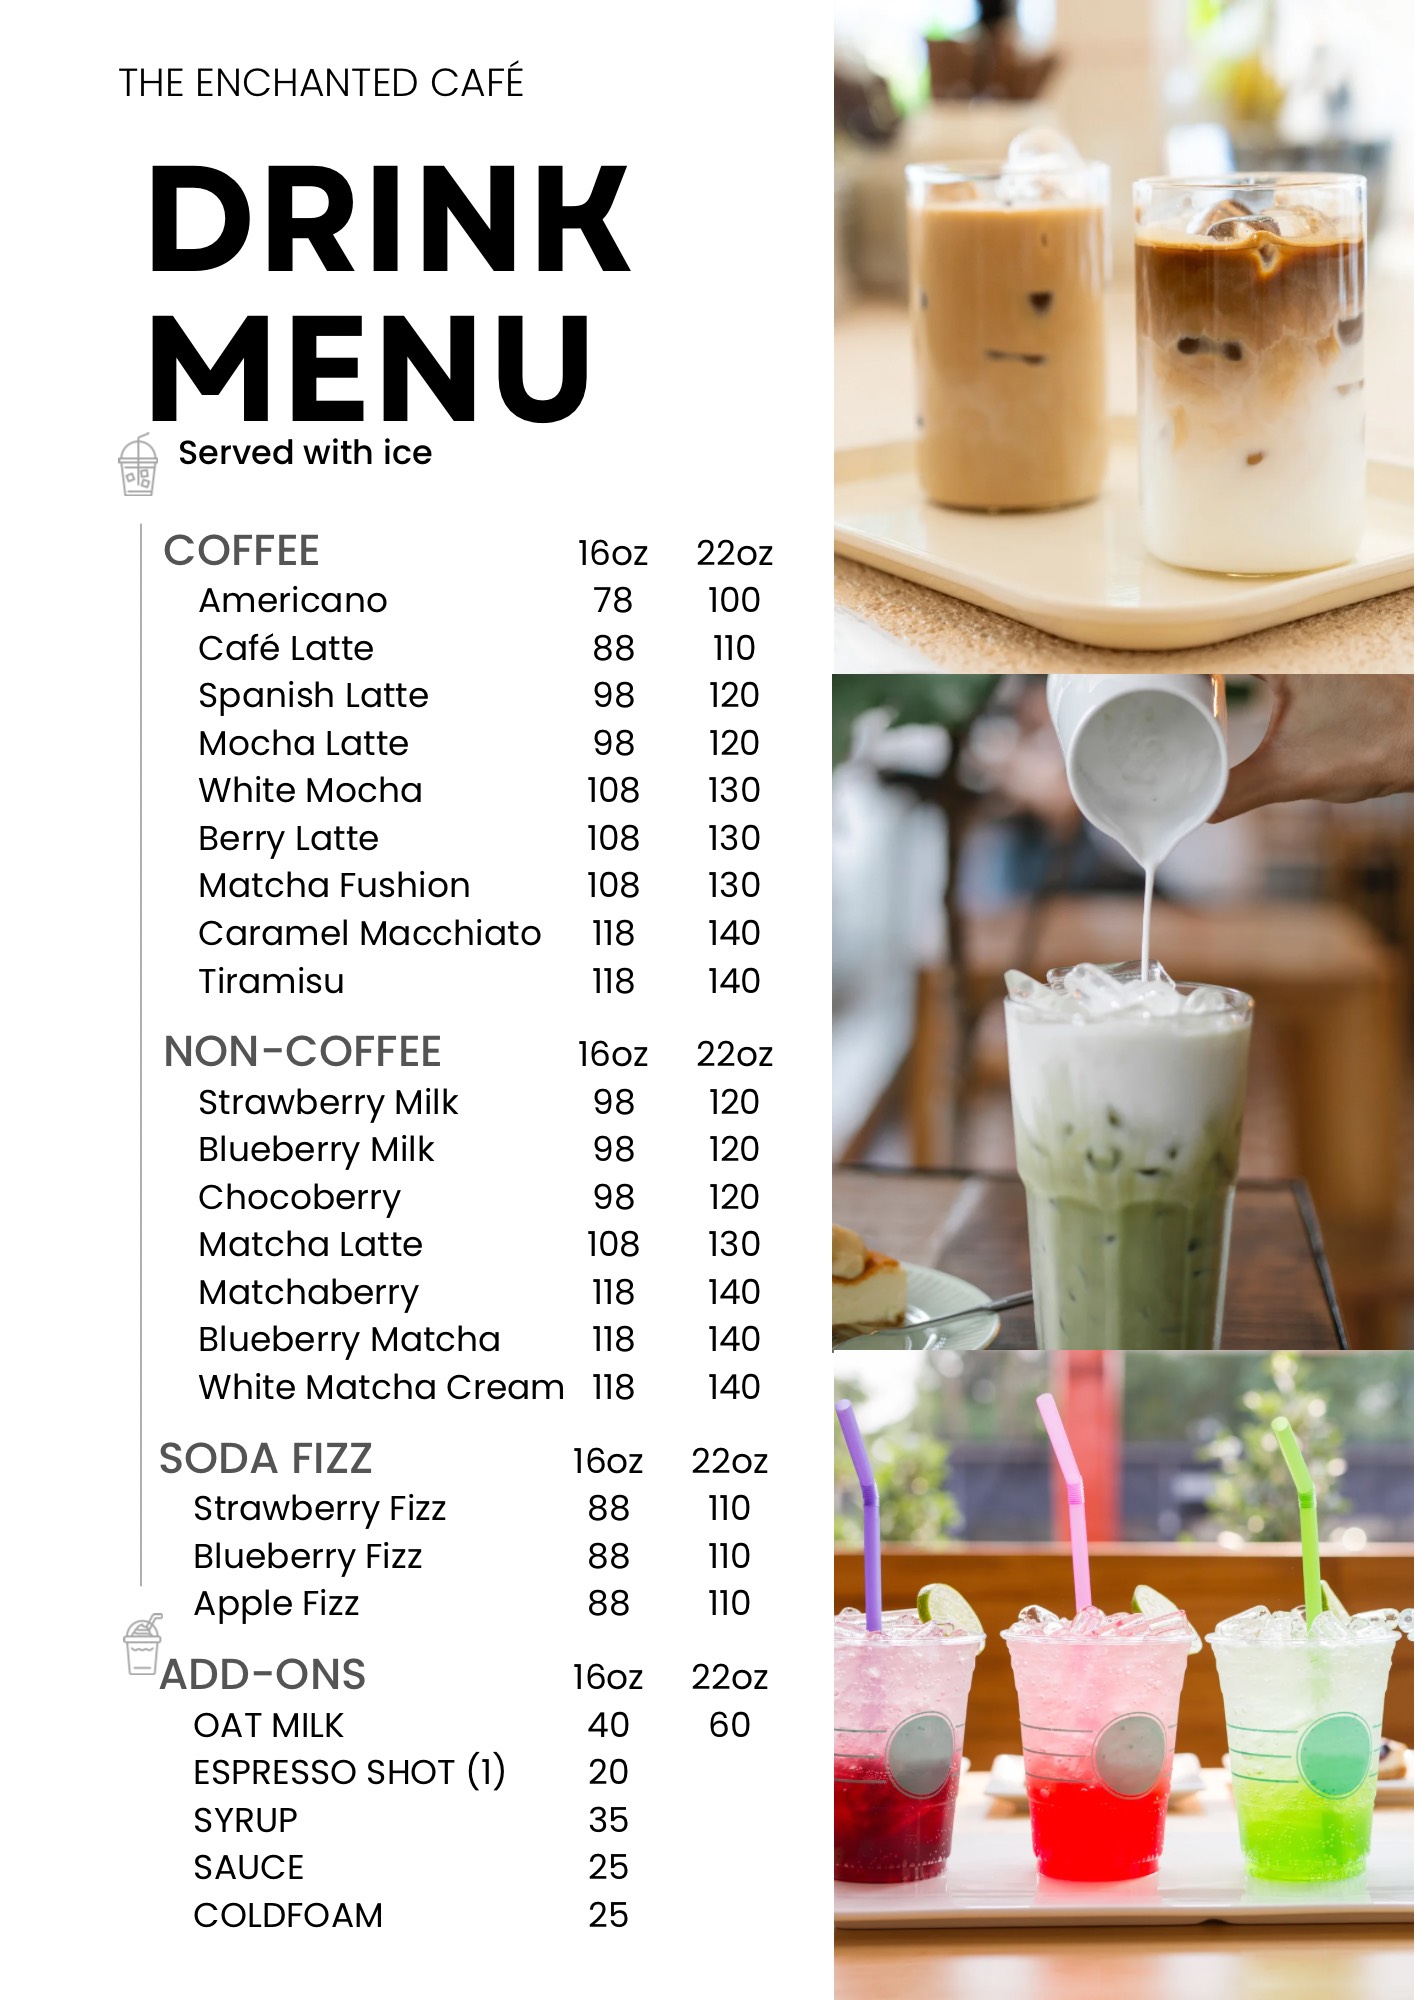 THE ENCHANTED CAFÉ
DRINK
MENU
Served with ice
COFFEE 16oz 22oz
Americano 78 100
Café Latte 88 110
Spanish Latte 98 120
Mocha Latte 98 120
White Mocha 108 130
Berry Latte 108 130
Matcha Fushion 108 130
Caramel Macchiato 118 140
Tiramisu 118 140
NON-COFFEE 16oz 22oz
Strawberry Milk 98 120
Blueberry Milk 98 120
Chocoberry 98 120
Matcha Latte 108 130
Matchaberry 118 140
Blueberry Matcha 118 140
White Matcha Cream 118 140
SODA FIZZ 16oz 22oz
Strawberry Fizz 88 110
Blueberry Fizz 88 110
Apple Fizz 88 110
ADD-ONS 16oz 22oz
OAT MILK 40 60
ESPRESSO SHOT (1) 20
SYRUP 35
SAUCE 25
COLDFOAM 25